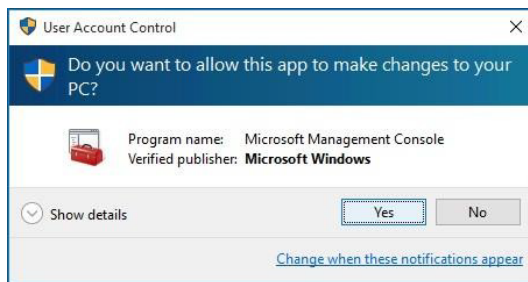 User Account Control
Do you want to allow this app to make changes to your
PC?
Program name: Microsoft Management Console
Verified publisher: Microsoft Windows
Show details
Yes
No
Change when these notifications appear